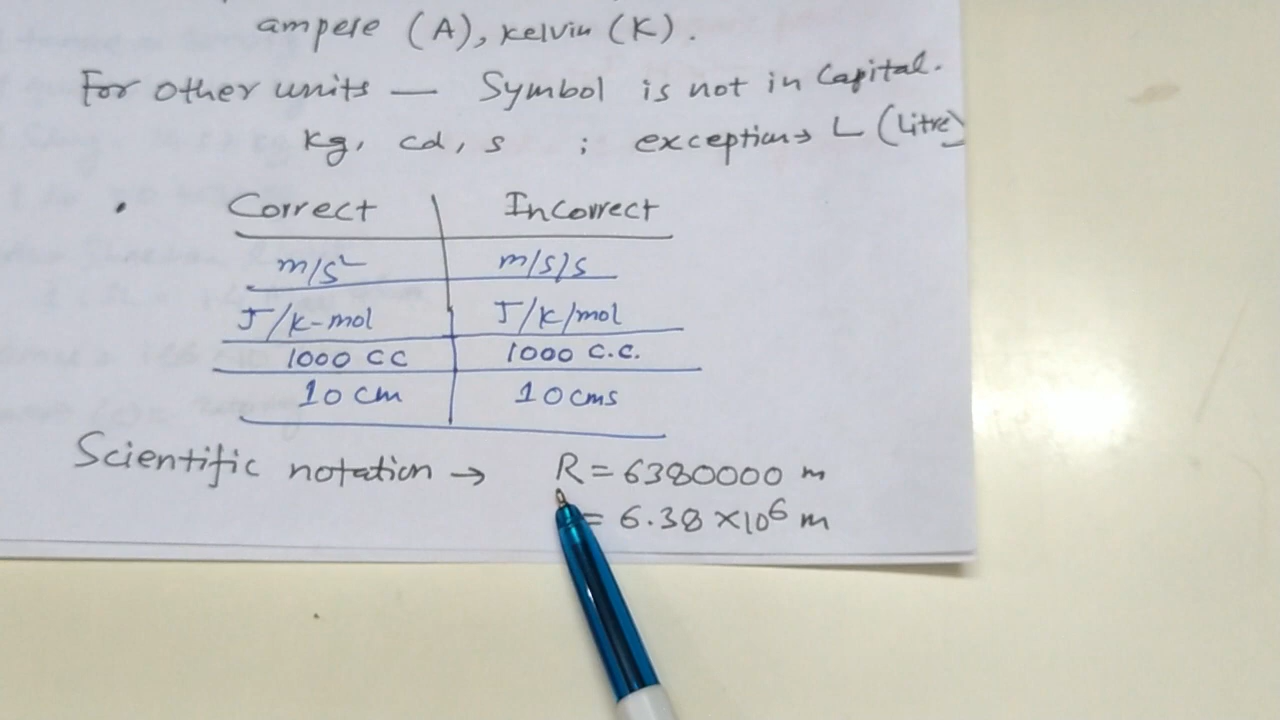 ampere (A), kelvin (K).
For other units — Symbol is not in Capital.
kg, cd, s ; exception→ L (Litre)
• Correct | Incorrect
m/s² | m/s/s
J/K-mol | J/K/mol
1000 CC | 1000 C.C.
10 cm | 10 cms
Scientific notation → R = 6380000 m
= 6.38 ×10⁶ m